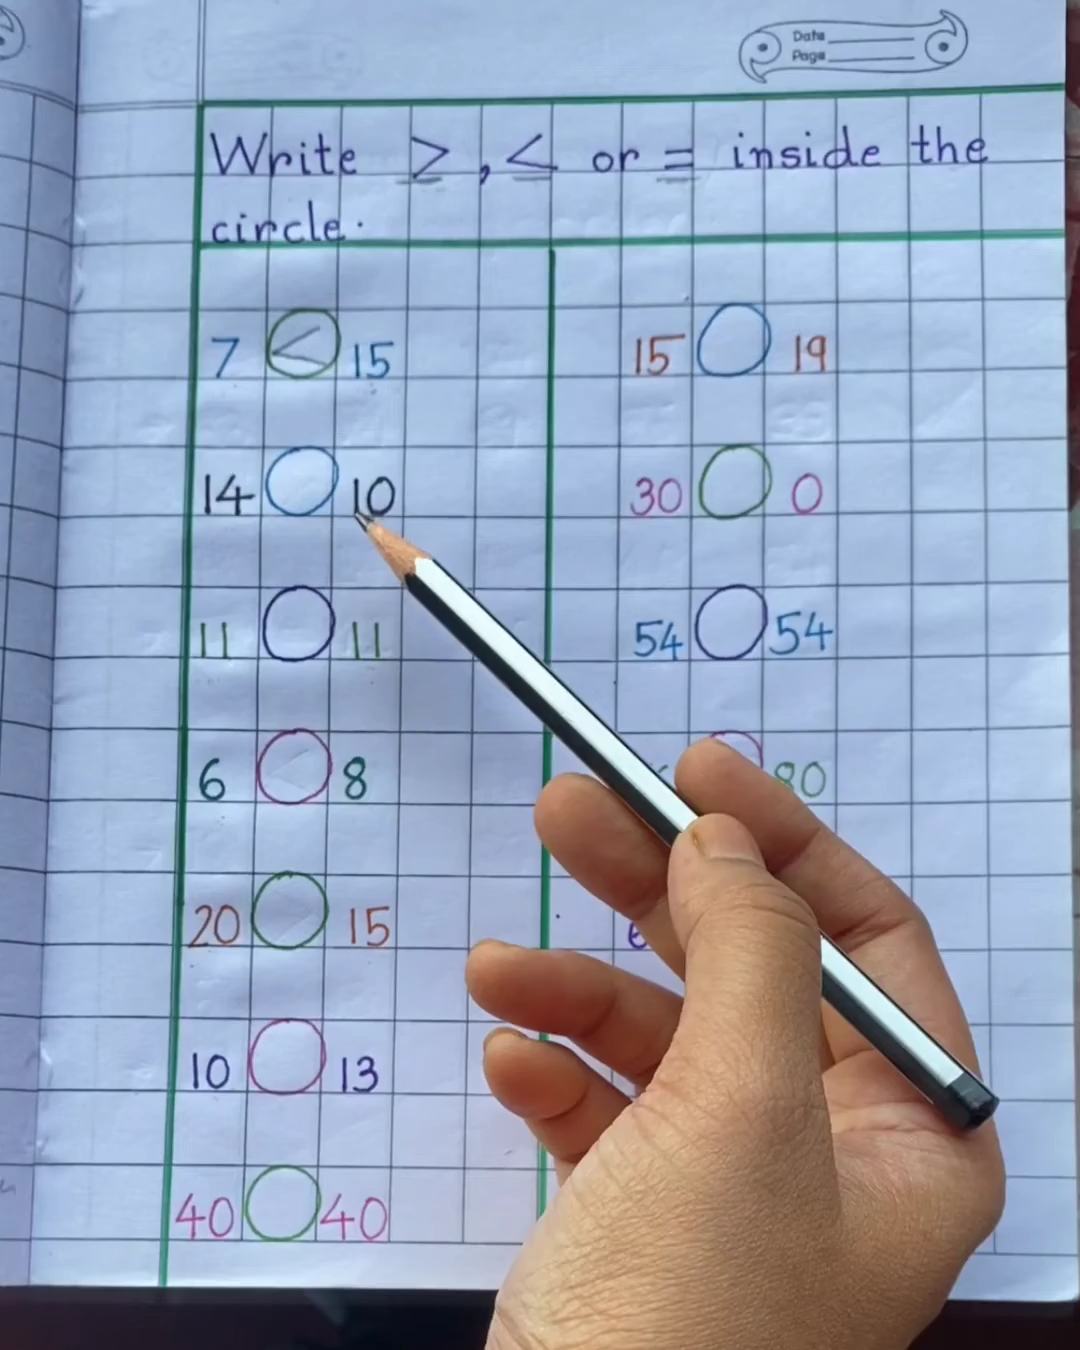 Date
Page
Write >, < or = inside the
circle.
7 < 15
14 10
11 11
6 8
20 15
10 13
40 40
15 19
30 0
54 54
80